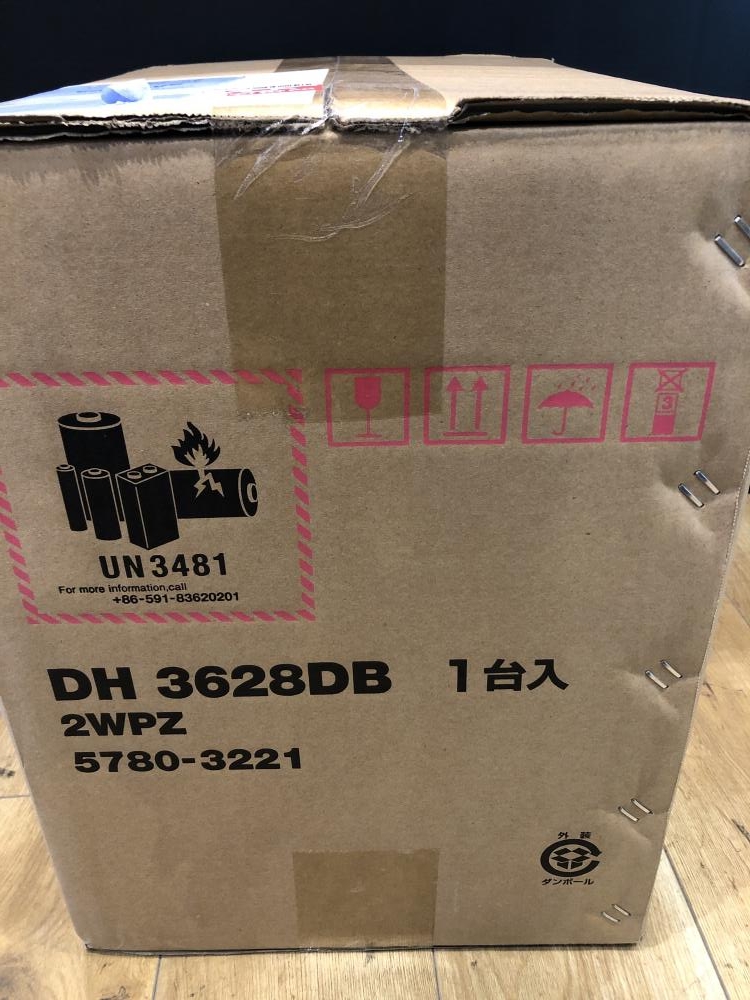 3
UN3481
For more information,call
+86-591-83620201
DH 3628DB 1台入
2WPZ
5780-3221
外装
ダンボール